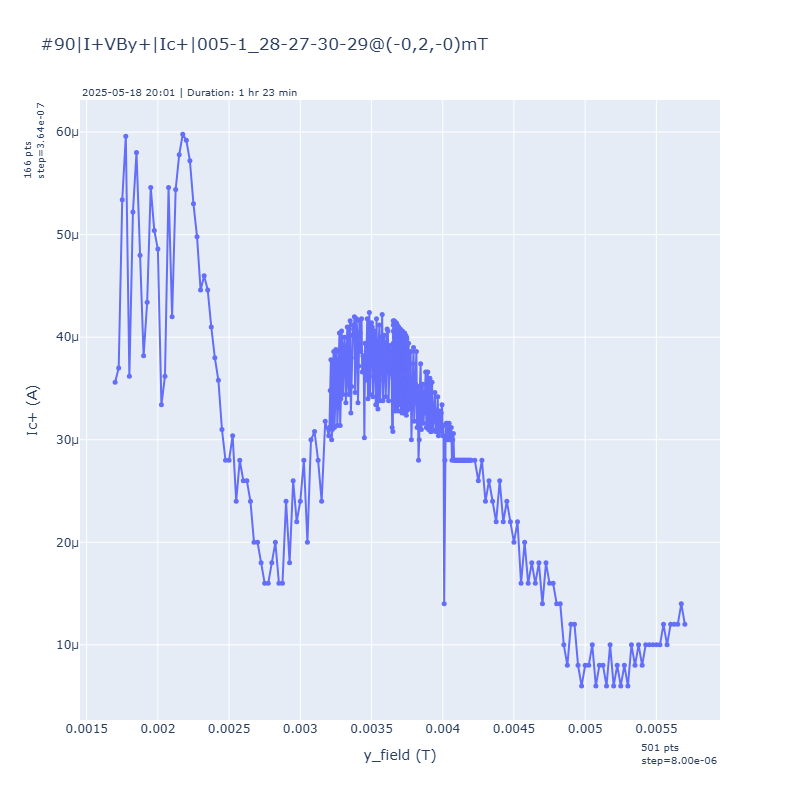 #90|I+VBy+|Ic+|005-1_28-27-30-29@(-0,2,-0)mT
2025-05-18 20:01 | Duration: 1 hr 23 min
166 pts
step=3.64e-07
60μ
50μ
40μ
30μ
20μ
10μ
Ic+ (A)
0.0015
0.002
0.0025
0.003
0.0035
0.004
0.0045
0.005
0.0055
y_field (T)
501 pts
step=8.00e-06